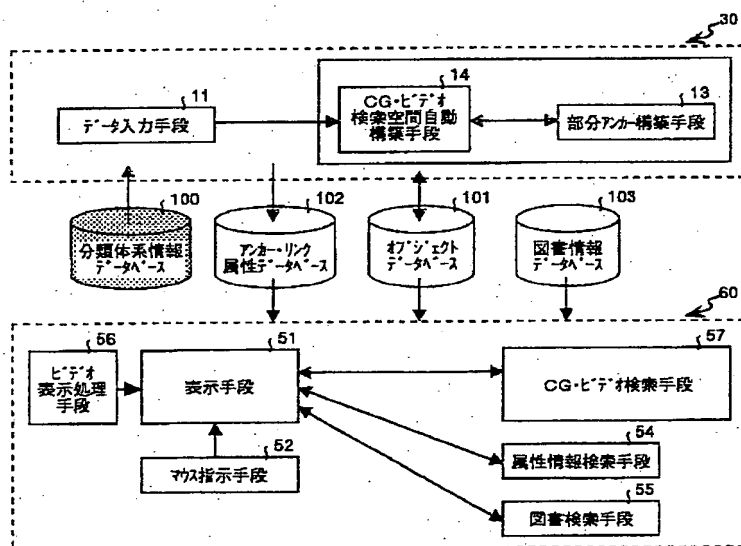 30
11
データ入力手段
14
CG・ビデオ
検索空間自動
構築手段
13
部分アンカー構築手段
100
分類体系情報
データベース
102
アンカー・リンク
属性データベース
101
オブジェクト
データベース
103
図書情報
データベース
60
56
ビデオ
表示処理
手段
51
表示手段
57
CG・ビデオ検索手段
52
マウス指示手段
54
属性情報検索手段
55
図書検索手段